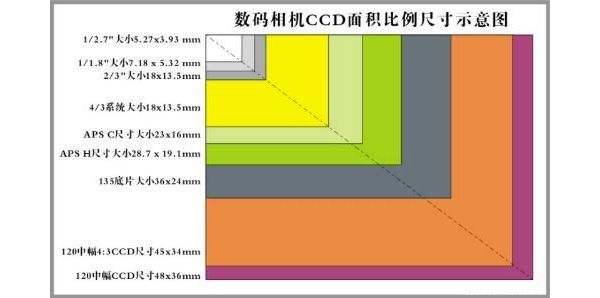 数码相机CCD面积比例尺寸示意图
1/2.7"大小5.27x3.93 mm
1/1.8"大小7.18 x 5.32 mm
2/3"大小18x13.5mm
4/3系统大小18x13.5mm
APS C尺寸大小23x16mm
APS H尺寸大小28.7 x 19.1mm
135底片大小36x24mm
120中幅4:3CCD尺寸45x34mm
120中幅CCD尺寸48x36mm